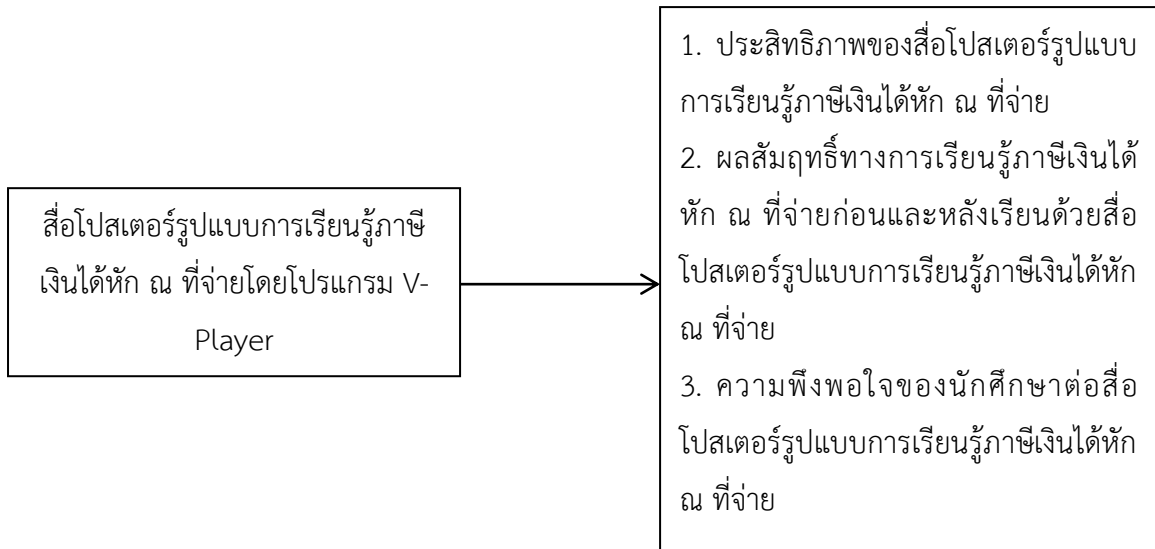 สื่อโปสเตอร์รูปแบบการเรียนรู้ภาษี
เงินได้หัก ณ ที่จ่ายโดยโปรแกรม V-
Player
1. ประสิทธิภาพของสื่อโปสเตอร์รูปแบบ
การเรียนรู้ภาษีเงินได้หัก ณ ที่จ่าย
2. ผลสัมฤทธิ์ทางการเรียนรู้ภาษีเงินได้
หัก ณ ที่จ่ายก่อนและหลังเรียนด้วยสื่อ
โปสเตอร์รูปแบบการเรียนรู้ภาษีเงินได้หัก
ณ ที่จ่าย
3. ความพึงพอใจของนักศึกษาต่อสื่อ
โปสเตอร์รูปแบบการเรียนรู้ภาษีเงินได้หัก
ณ ที่จ่าย